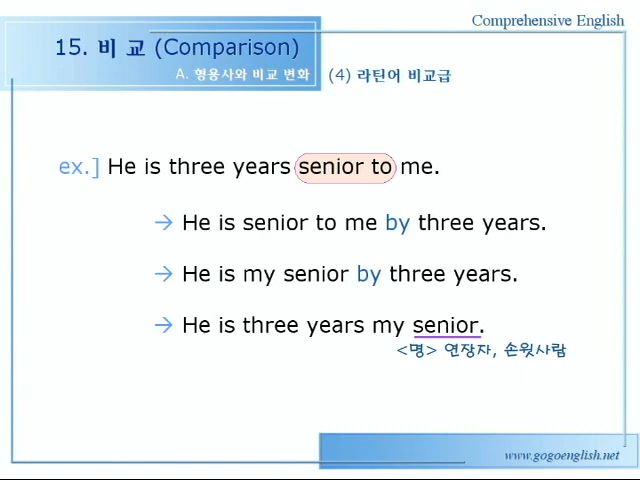 Comprehensive English
15. 비 교 (Comparison)
A. 형용사와 비교 변화 (4) 라틴어 비교급
ex.] He is three years senior to me.
→ He is senior to me by three years.
→ He is my senior by three years.
→ He is three years my senior.
<명> 연장자, 손윗사람
www.gogoenglish.net